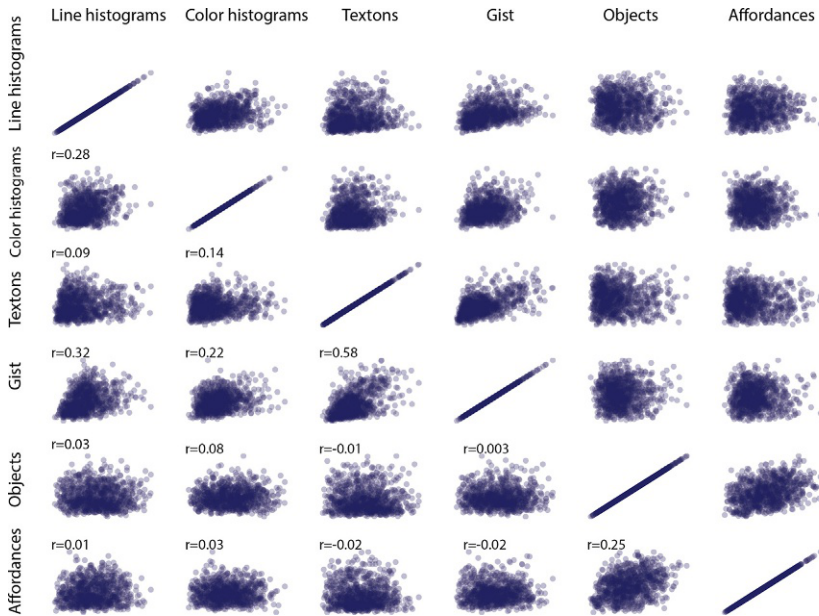 Line histograms Color histograms Textons Gist Objects Affordances
Line histograms
r=0.28
Color histograms
r=0.09 r=0.14
Textons
r=0.32 r=0.22 r=0.58
Gist
r=0.03 r=0.08 r=-0.01 r=0.003
Objects
r=0.01 r=0.03 r=-0.02 r=-0.02 r=0.25
Affordances